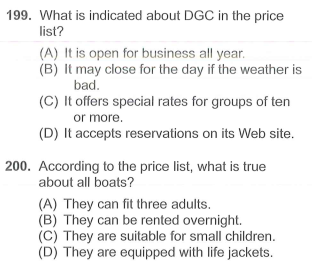 199. What is indicated about DGC in the price
list?
(A) It is open for business all year.
(B) It may close for the day if the weather is
bad.
(C) It offers special rates for groups of ten
or more.
(D) It accepts reservations on its Web site.
200. According to the price list, what is true
about all boats?
(A) They can fit three adults.
(B) They can be rented overnight.
(C) They are suitable for small children.
(D) They are equipped with life jackets.